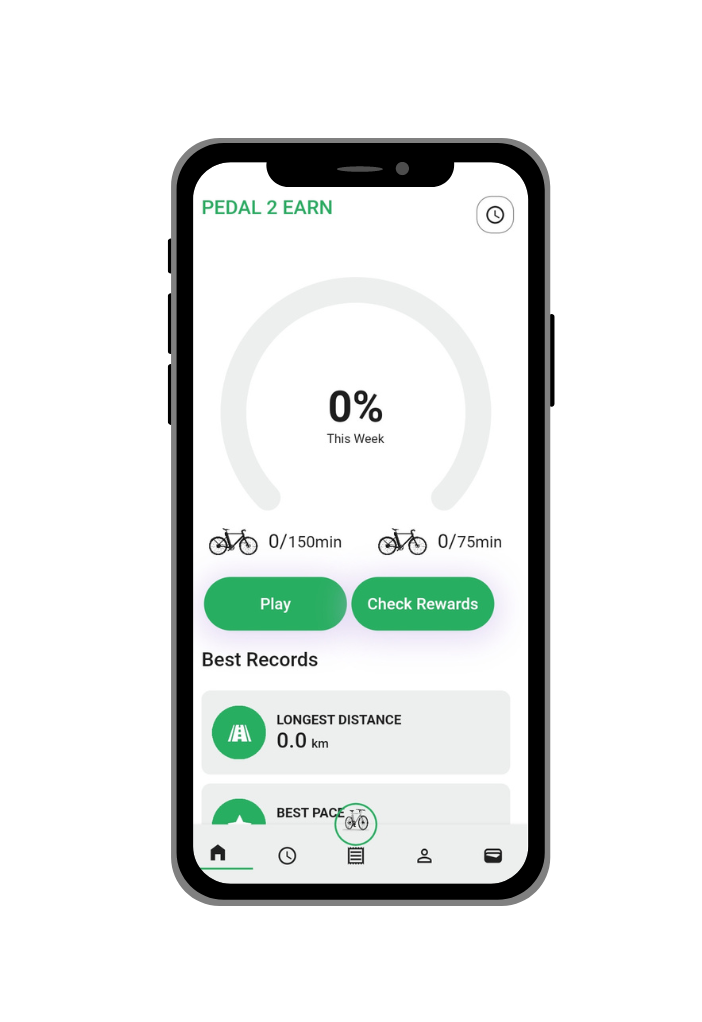 PEDAL 2 EARN
0%
This Week
0/150min 0/75min
Play Check Rewards
Best Records
LONGEST DISTANCE
0.0 km
BEST PACE